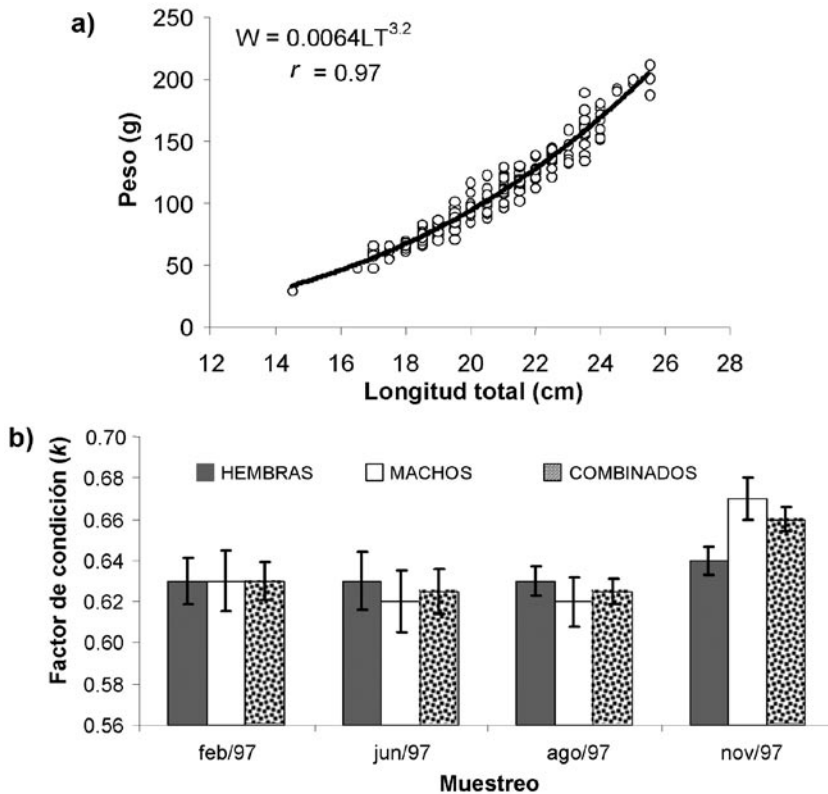 a)
W = 0.0064LT^3.2
r = 0.97
Peso (g)
250
200
150
100
50
0
12 14 16 18 20 22 24 26 28
Longitud total (cm)
b)
Factor de condición (k)
0.70
0.68
0.66
0.64
0.62
0.60
0.58
0.56
HEMBRAS MACHOS COMBINADOS
feb/97 jun/97 ago/97 nov/97
Muestreo